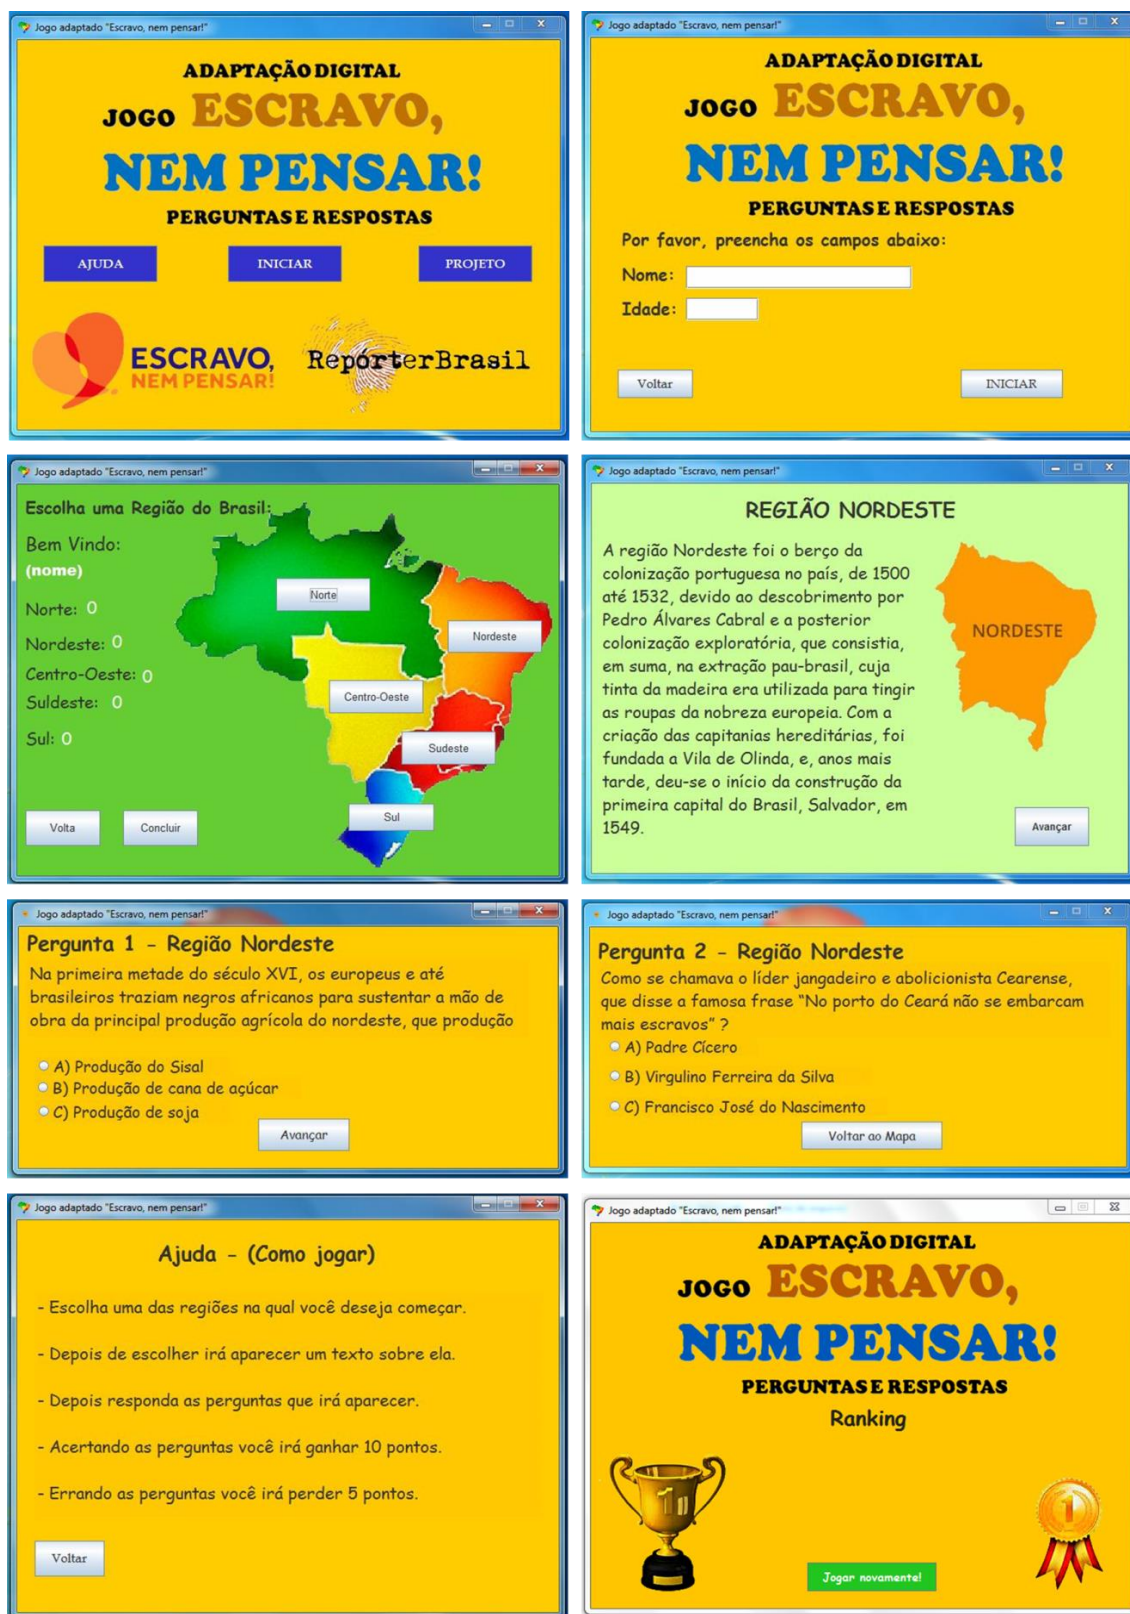 Jogo adaptado "Escravo, nem pensar!"
ADAPTAÇÃO DIGITAL
JOGO ESCRAVO,
NEM PENSAR!
PERGUNTAS E RESPOSTAS
AJUDA INICIAR PROJETO
ESCRAVO,
NEM PENSAR!
RepórterBrasil
Jogo adaptado "Escravo, nem pensar!"
ADAPTAÇÃO DIGITAL
JOGO ESCRAVO,
NEM PENSAR!
PERGUNTAS E RESPOSTAS
Por favor, preencha os campos abaixo:
Nome:
Idade:
Voltar INICIAR
Jogo adaptado "Escravo, nem pensar!"
Escolha uma Região do Brasil:
Bem Vindo:
(nome)
Norte: 0
Nordeste: 0
Centro-Oeste: 0
Suldeste: 0
Sul: 0
Norte
Nordeste
Centro-Oeste
Sudeste
Sul
Volta Concluir
Jogo adaptado "Escravo, nem pensar!"
REGIÃO NORDESTE
A região Nordeste foi o berço da
colonização portuguesa no país, de 1500
até 1532, devido ao descobrimento por
Pedro Álvares Cabral e a posterior
colonização exploratória, que consistia,
em suma, na extração pau-brasil, cuja
tinta da madeira era utilizada para tingir
as roupas da nobreza europeia. Com a
criação das capitanias hereditárias, foi
fundada a Vila de Olinda, e, anos mais
tarde, deu-se o início da construção da
primeira capital do Brasil, Salvador, em
1549.
NORDESTE
Avançar
Jogo adaptado "Escravo, nem pensar!"
Pergunta 1 - Região Nordeste
Na primeira metade do século XVI, os europeus e até
brasileiros traziam negros africanos para sustentar a mão de
obra da principal produção agrícola do nordeste, que produção
A) Produção do Sisal
B) Produção de cana de açúcar
C) Produção de soja
Avançar
Jogo adaptado "Escravo, nem pensar!"
Pergunta 2 - Região Nordeste
Como se chamava o líder jangadeiro e abolicionista Cearense,
que disse a famosa frase “No porto do Ceará não se embarcam
mais escravos” ?
A) Padre Cícero
B) Virgulino Ferreira da Silva
C) Francisco José do Nascimento
Voltar ao Mapa
Jogo adaptado "Escravo, nem pensar!"
Ajuda - (Como jogar)
- Escolha uma das regiões na qual você deseja começar.
- Depois de escolher irá aparecer um texto sobre ela.
- Depois responda as perguntas que irá aparecer.
- Acertando as perguntas você irá ganhar 10 pontos.
- Errando as perguntas você irá perder 5 pontos.
Voltar
Jogo adaptado "Escravo, nem pensar!"
ADAPTAÇÃO DIGITAL
JOGO ESCRAVO,
NEM PENSAR!
PERGUNTAS E RESPOSTAS
Ranking
1
Jogar novamente!